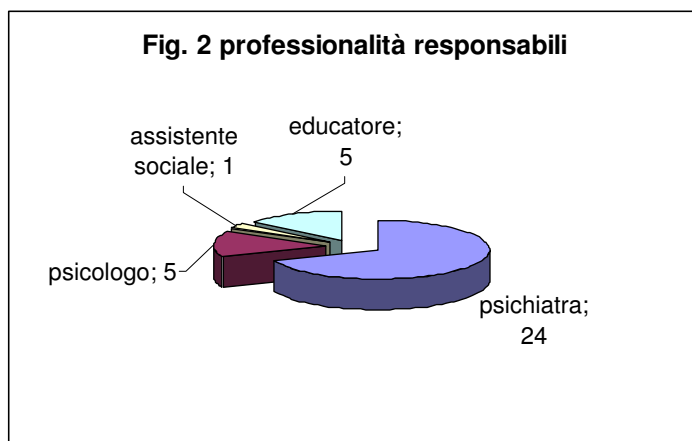 Fig. 2 professionalità responsabili
assistente
sociale; 1
educatore;
5
psicologo; 5
psichiatra;
24